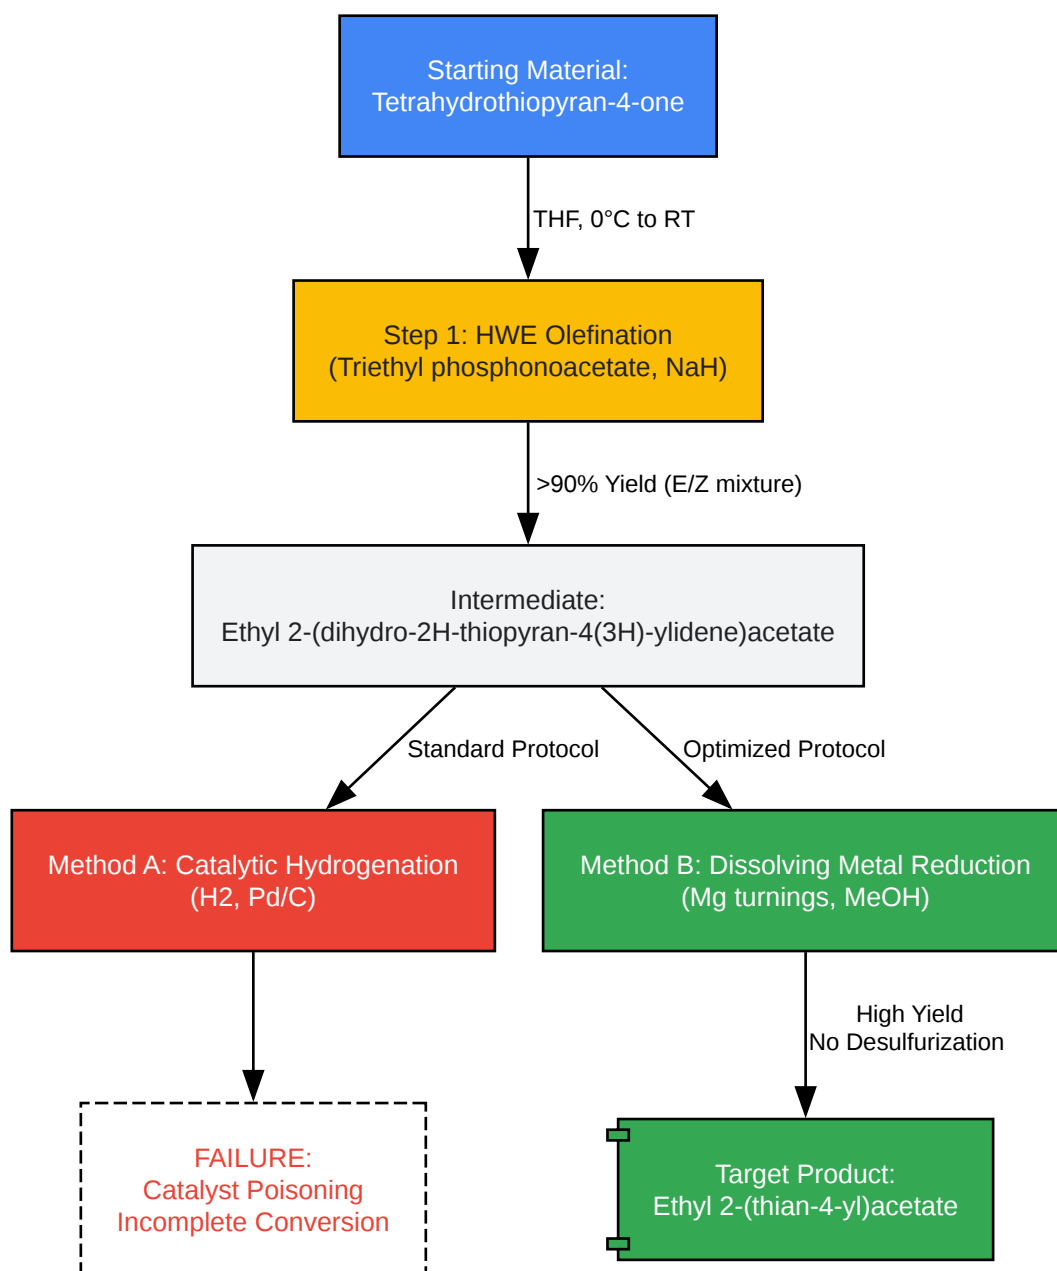 Starting Material:
Tetrahydrothiopyran-4-one
THF, 0°C to RT
Step 1: HWE Olefination
(Triethyl phosphonoacetate, NaH)
>90% Yield (E/Z mixture)
Intermediate:
Ethyl 2-(dihydro-2H-thiopyran-4(3H)-ylidene)acetate
Standard Protocol
Optimized Protocol
Method A: Catalytic Hydrogenation
(H2, Pd/C)
Method B: Dissolving Metal Reduction
(Mg turnings, MeOH)
High Yield
No Desulfurization
FAILURE:
Catalyst Poisoning
Incomplete Conversion
Target Product:
Ethyl 2-(thian-4-yl)acetate